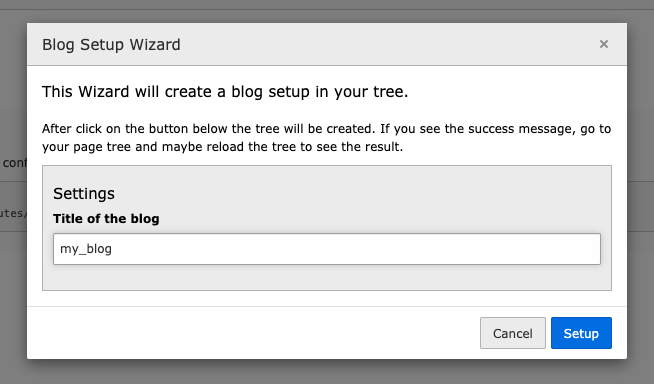 Blog Setup Wizard ×
This Wizard will create a blog setup in your tree.
After click on the button below the tree will be created. If you see the success message, go to
your page tree and maybe reload the tree to see the result.
Settings
Title of the blog
my_blog
Cancel Setup